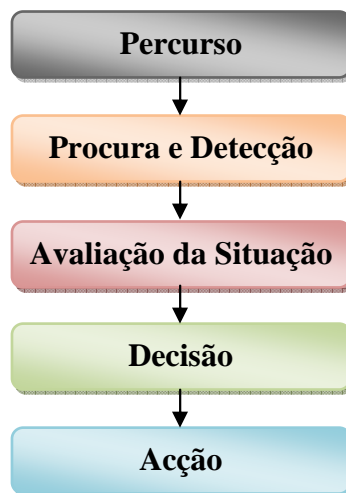 Percurso
Procura e Detecção
Avaliação da Situação
Decisão
Acção